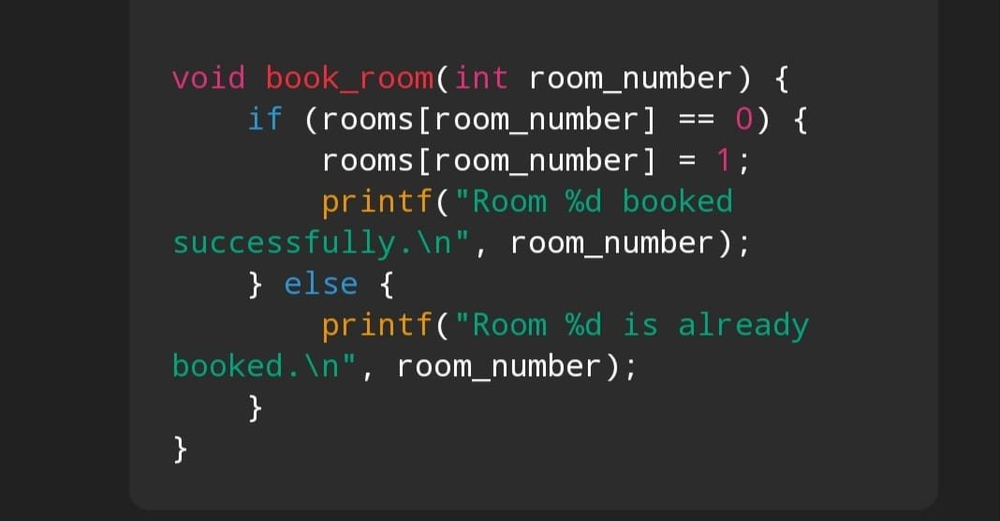 void book_room(int room_number) {
    if (rooms[room_number] == 0) {
        rooms[room_number] = 1;
        printf("Room %d booked
successfully.\n", room_number);
    } else {
        printf("Room %d is already
booked.\n", room_number);
    }
}